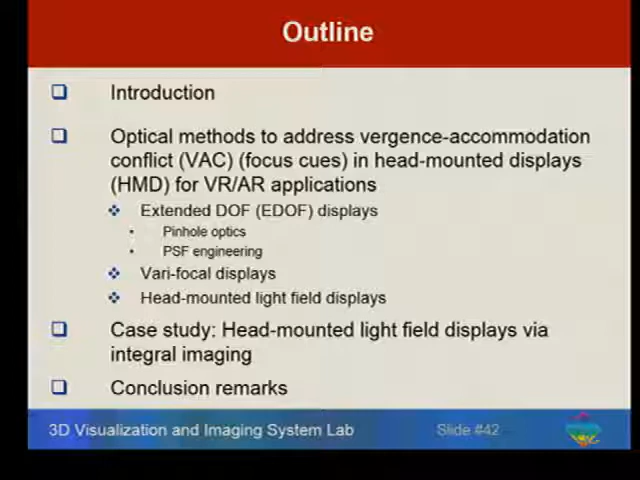 Outline
Introduction
Optical methods to address vergence-accommodation
conflict (VAC) (focus cues) in head-mounted displays
(HMD) for VR/AR applications
Extended DOF (EDOF) displays
Pinhole optics
PSF engineering
Vari-focal displays
Head-mounted light field displays
Case study: Head-mounted light field displays via
integral imaging
Conclusion remarks
3D Visualization and Imaging System Lab
Slide #42